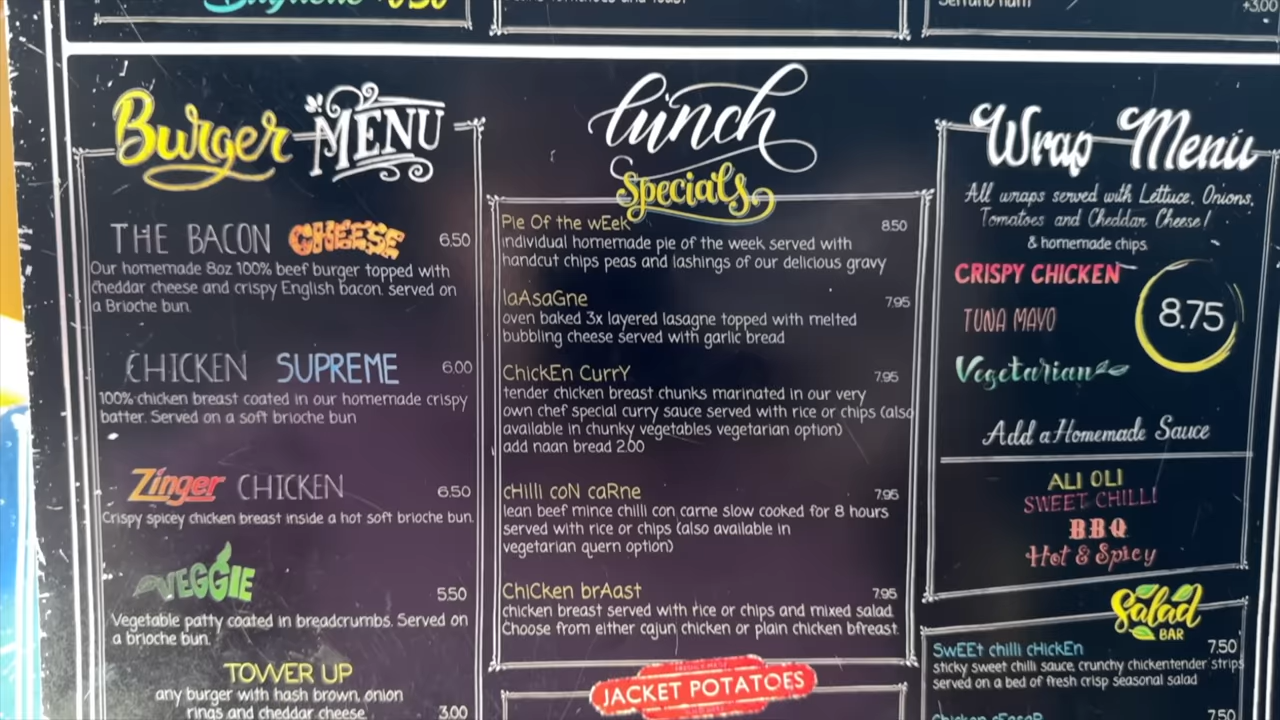 Baguette 6.50
Serrano ham +3.00
Burger MENU
THE BACON CHEESE 6.50
Our homemade 8oz 100% beef burger topped with
cheddar cheese and crispy English bacon. served on
a Brioche bun.
CHICKEN SUPREME 6.00
100% chicken breast coated in our homemade crispy
batter. Served on a soft brioche bun
Zinger CHICKEN 6.50
Crispy spicey chicken breast inside a hot soft brioche bun.
VEGGIE 5.50
Vegetable patty coated in breadcrumbs. Served on
a brioche bun.
TOWER UP
any burger with hash brown, onion
rings and cheddar cheese 3.00
lunch
Specials
Pie Of the wEek 8.50
individual homemade pie of the week served with
handcut chips peas and lashings of our delicious gravy
laAsaGne 7.95
oven baked 3x layered lasagne topped with melted
bubbling cheese served with garlic bread
ChickEn CurrY 7.95
tender chicken breast chunks marinated in our very
own chef special curry sauce served with rice or chips (also
available in chunky vegetables vegetarian option)
add naan bread 2.00
cHIlli coN caRne 7.95
lean beef mince chilli con carne slow cooked for 8 hours
served with rice or chips (also available in
vegetarian quern option)
ChiCken brAast 7.95
chicken breast served with rice or chips and mixed salad.
Choose from either cajun chicken or plain chicken bfreast.
JACKET POTATOES
Wrap Menu
All wraps served with Lettuce, Onions,
Tomatoes and Cheddar Cheese!
& homemade chips.
CRISPY CHICKEN
TUNA MAYO
Vegetarian
8.75
Add a Homemade Sauce
ALI OLI
SWEET CHILLI
BBQ
Hot & Spicy
Salad
BAR
SwEEt chilli cHickEn 7.50
sticky sweet chilli sauce crunchy chickentender strips
served on a bed of fresh crisp seasonal salad
Chicken cEasaR 7.50